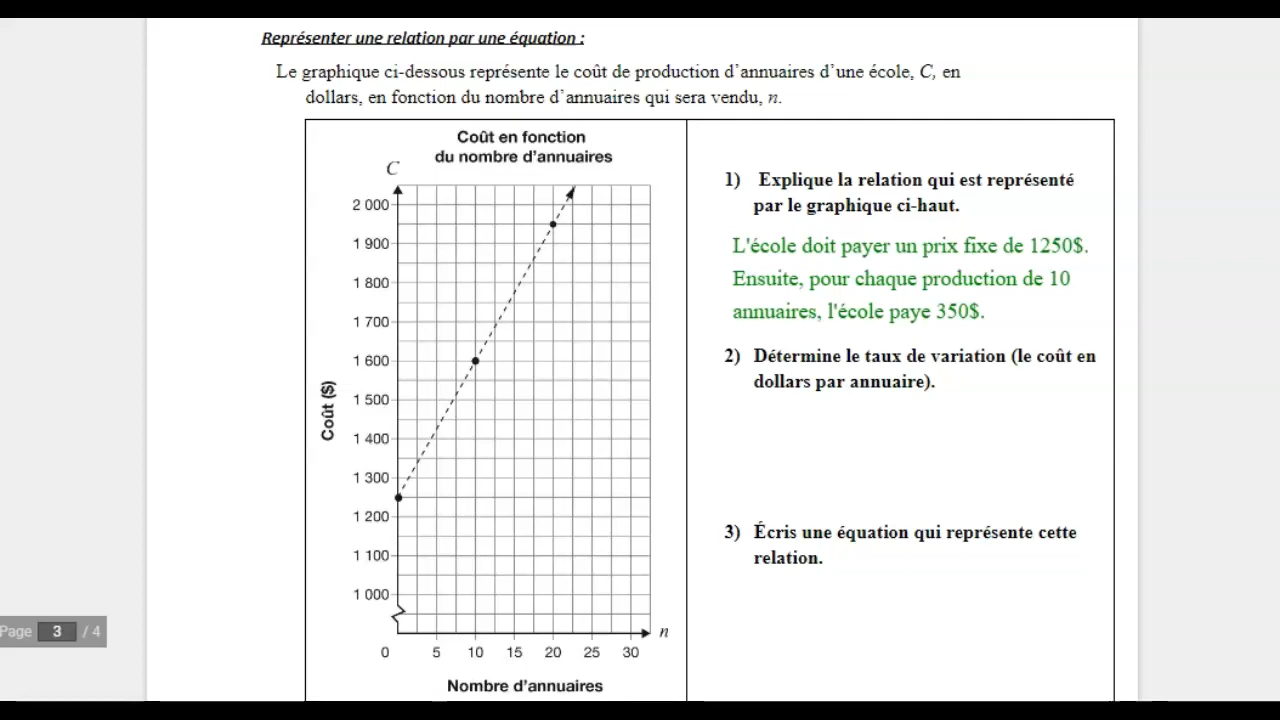 Représenter une relation par une équation :
Le graphique ci-dessous représente le coût de production d'annuaires d'une école, C, en
dollars, en fonction du nombre d'annuaires qui sera vendu, n.
Coût en fonction
du nombre d'annuaires
C
2 000
1 900
1 800
1 700
1 600
1 500
1 400
1 300
1 200
1 100
1 000
Coût ($)
0 5 10 15 20 25 30 n
Nombre d'annuaires
1) Explique la relation qui est représenté
par le graphique ci-haut.
L'école doit payer un prix fixe de 1250$.
Ensuite, pour chaque production de 10
annuaires, l'école paye 350$.
2) Détermine le taux de variation (le coût en
dollars par annuaire).
3) Écris une équation qui représente cette
relation.
Page 3 / 4